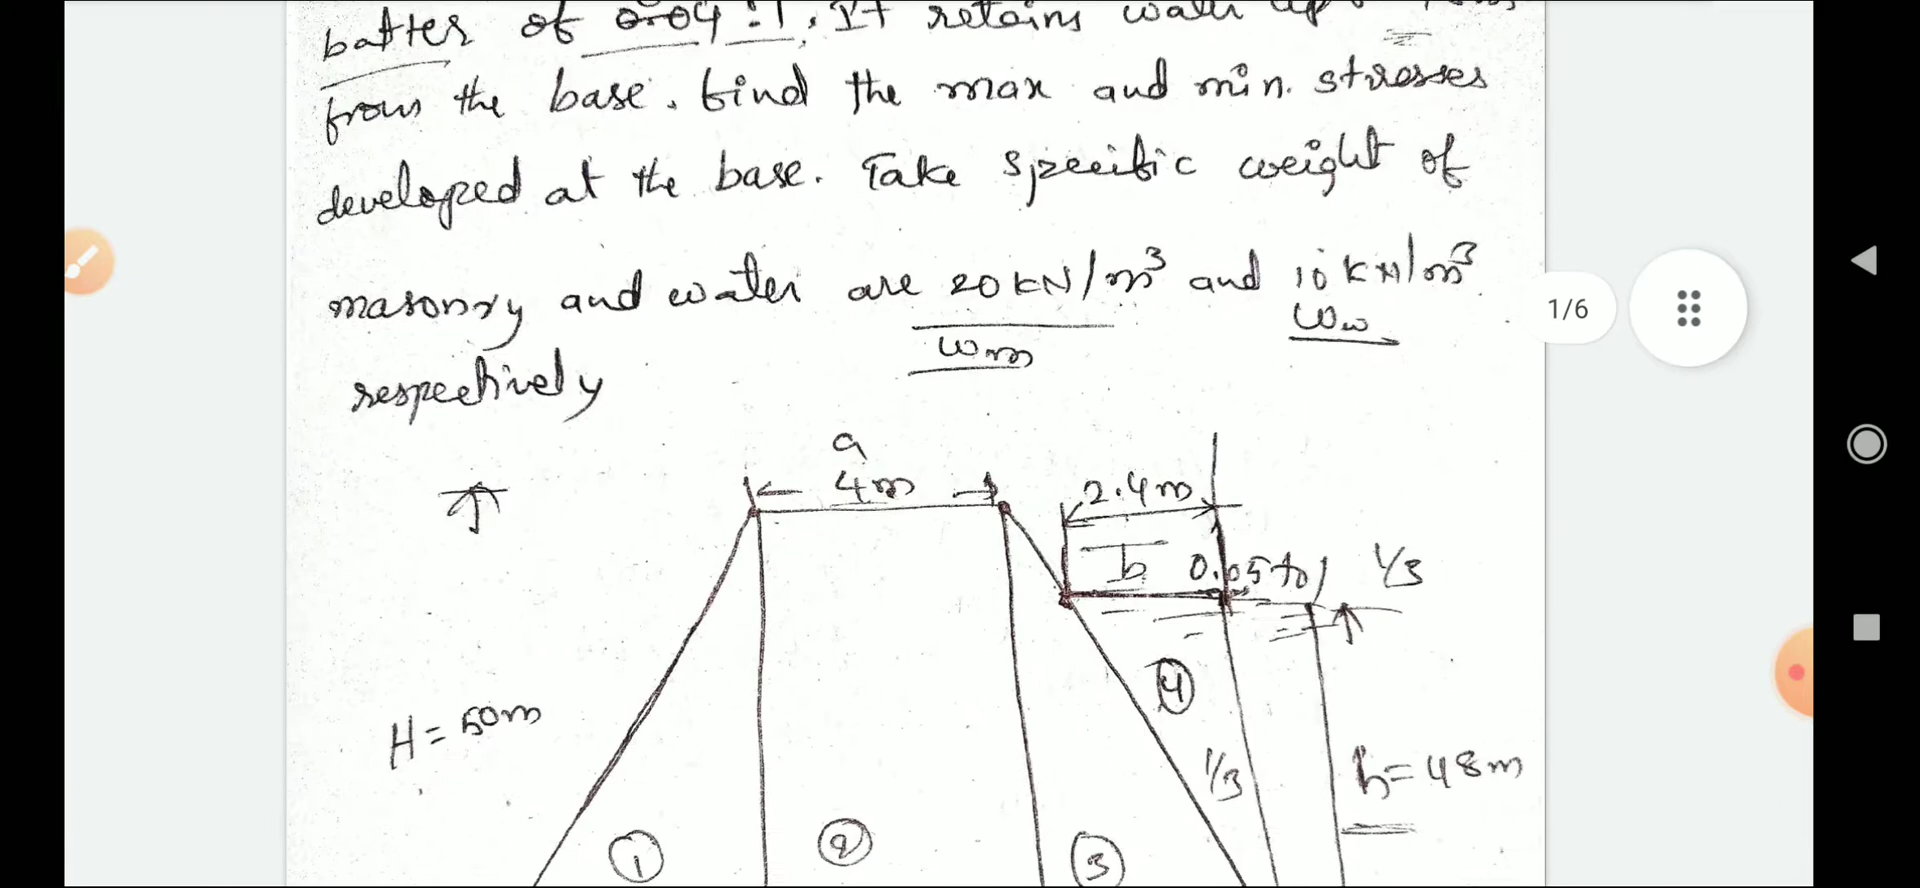 batter of 0.04 : 1. It retains water up
from the base. find the max and min. stresses
developed at the base. Take specific weight of
masonry and water are 20 kN/m³ and 10 kN/m³
wm
ww
respectively
1/6
a
4m
2.4m
b
0.05 to 1
1/3
4
H = 50m
1/3
h = 48m
1
2
3